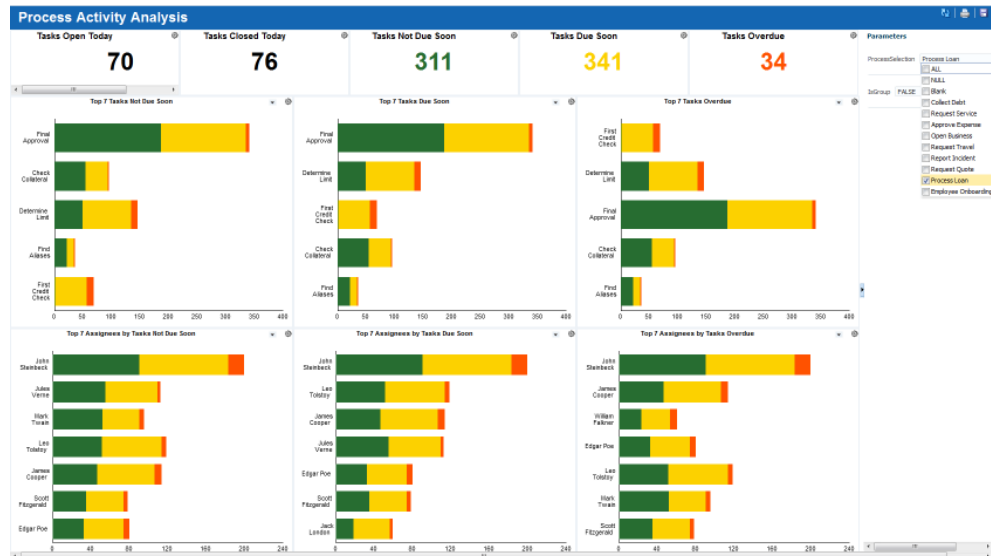 Process Activity Analysis
Tasks Open Today
Tasks Closed Today
Tasks Not Due Soon
Tasks Due Soon
Tasks Overdue
70
76
311
341
34
Parameters
ProcessSelection
Process Loan
ALL
NULL
IsGroup
FALSE
Blank
Collect Debt
Request Service
Approve Expense
Open Business
Request Travel
Report Incident
Request Quote
Process Loan
Employee Onboarding
Top 7 Tasks Not Due Soon
Final
Approval
Check
Collateral
Determine
Limit
Find
Aliases
First
Credit
Check
0 50 100 150 200 250 300 350 400
Top 7 Tasks Due Soon
Final
Approval
Determine
Limit
First
Credit
Check
Check
Collateral
Find
Aliases
0 50 100 150 200 250 300 350 400
Top 7 Tasks Overdue
First
Credit
Check
Determine
Limit
Final
Approval
Check
Collateral
Find
Aliases
0 50 100 150 200 250 300 350 400
Top 7 Assignees by Tasks Not Due Soon
John
Steinbeck
Jules
Verne
Mark
Twain
Leo
Tolstoy
James
Cooper
Scott
Fitzgerald
Edgar Poe
0 40 80 120 160 200 240
Top 7 Assignees by Tasks Due Soon
John
Steinbeck
Leo
Tolstoy
James
Cooper
Jules
Verne
Edgar Poe
Scott
Fitzgerald
Jack
London
0 40 80 120 160 200 240
Top 7 Assignees by Tasks Overdue
John
Steinbeck
James
Cooper
William
Falkner
Edgar Poe
Leo
Tolstoy
Mark
Twain
Scott
Fitzgerald
0 40 80 120 160 200 240